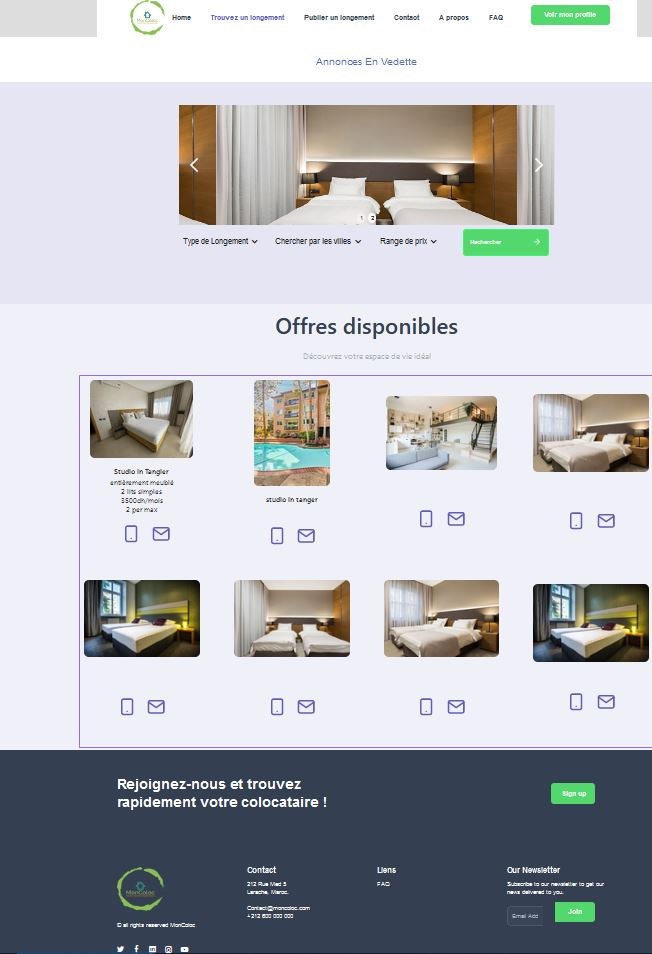 MonColoc
Home
Trouvez un longement
Publier un longement
Contact
A propos
FAQ
Voir mon profile
Annonces En Vedette
1
2
Type de Longement
Chercher par les villes
Range de prix
Rechercher
Offres disponibles
Découvrez votre espace de vie idéal
Studio In Tangier
entièrement meublé
2 lits simples
3500dh/mois
2 per max
studio in tanger
Rejoignez-nous et trouvez
rapidement votre colocataire !
Sign up
MonColoc
© all rights reserved MonColoc
Contact
212 Rue Med 5
Larache, Maroc.
Contact@moncoloc.com
+212 600 000 000
Liens
FAQ
Our Newsletter
Subscribe to our newsletter to get our
news delivered to you.
Email Add
Join